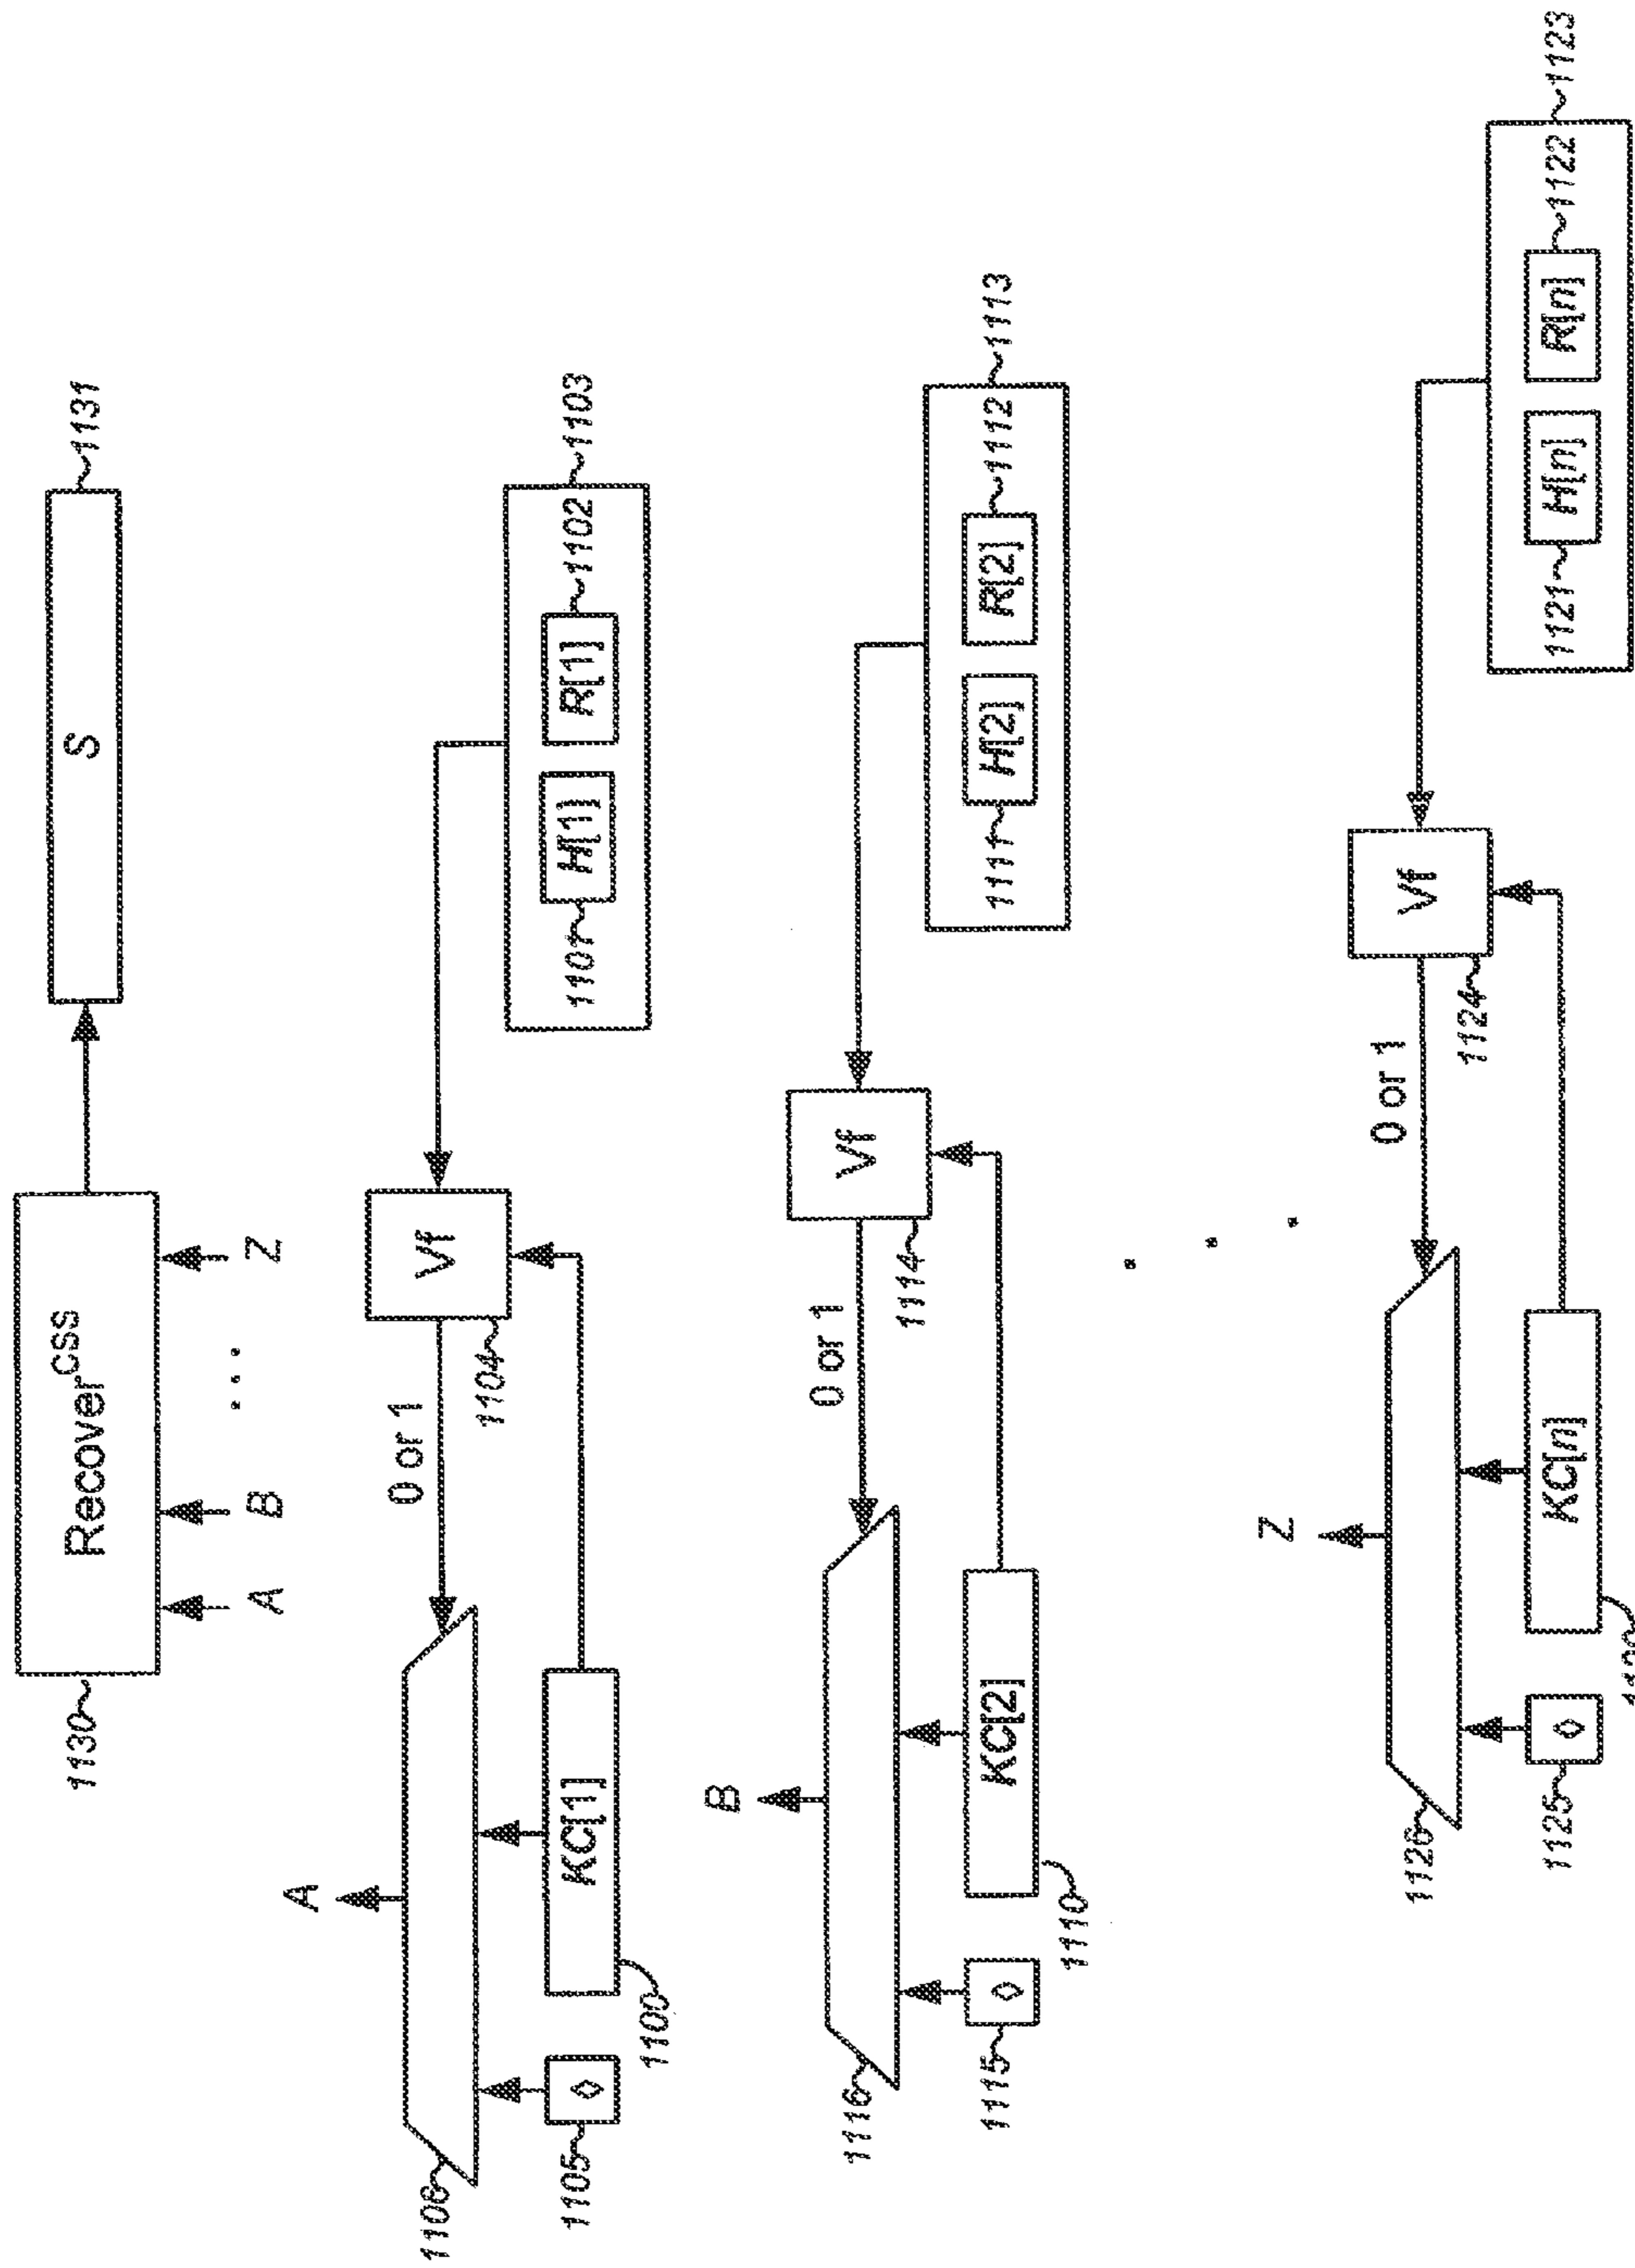 1130
Recover^CSS
S
1131
A
B
...
Z
A
1106
0 or 1
Vf
1104
1105
◇
KC[1]
1100
1101
H[1]
R[1]
1102
1103
B
1116
0 or 1
Vf
1114
1115
◇
KC[2]
1110
1111
H[2]
R[2]
1112
1113
Z
1126
0 or 1
Vf
1124
1125
◇
KC[n]
1121
H[n]
R[n]
1122
1123